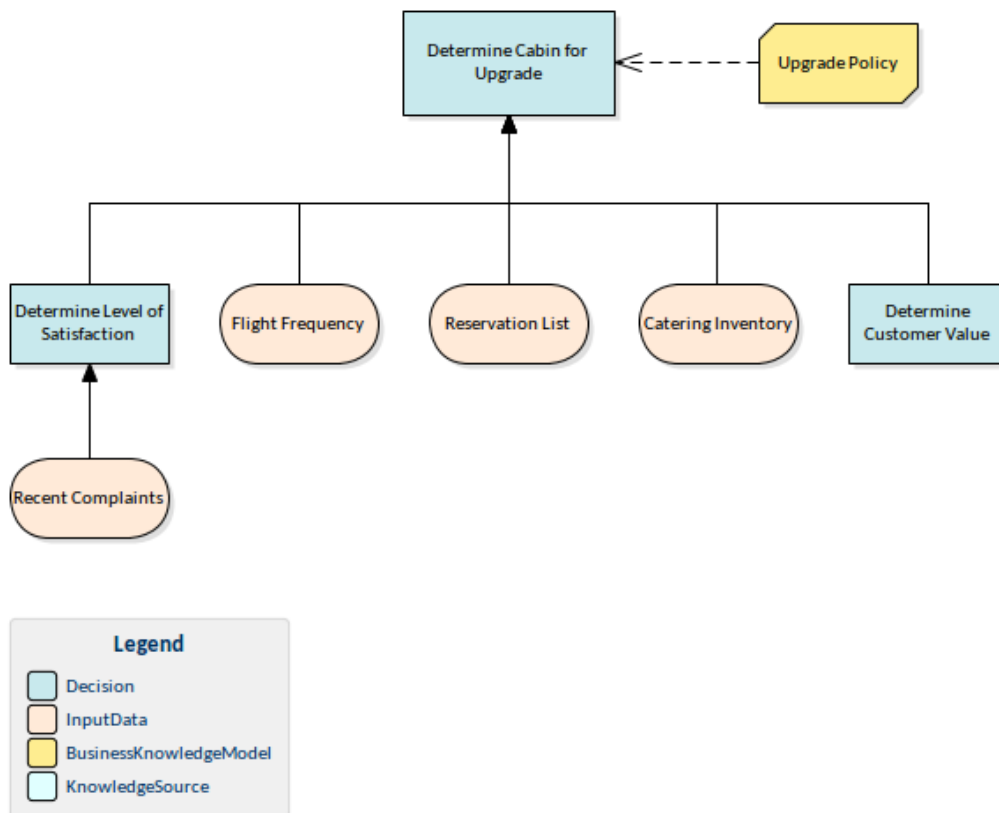 Determine Cabin for
Upgrade
Upgrade Policy
Determine Level of
Satisfaction
Flight Frequency
Reservation List
Catering Inventory
Determine
Customer Value
Recent Complaints
Legend
Decision
InputData
BusinessKnowledgeModel
KnowledgeSource